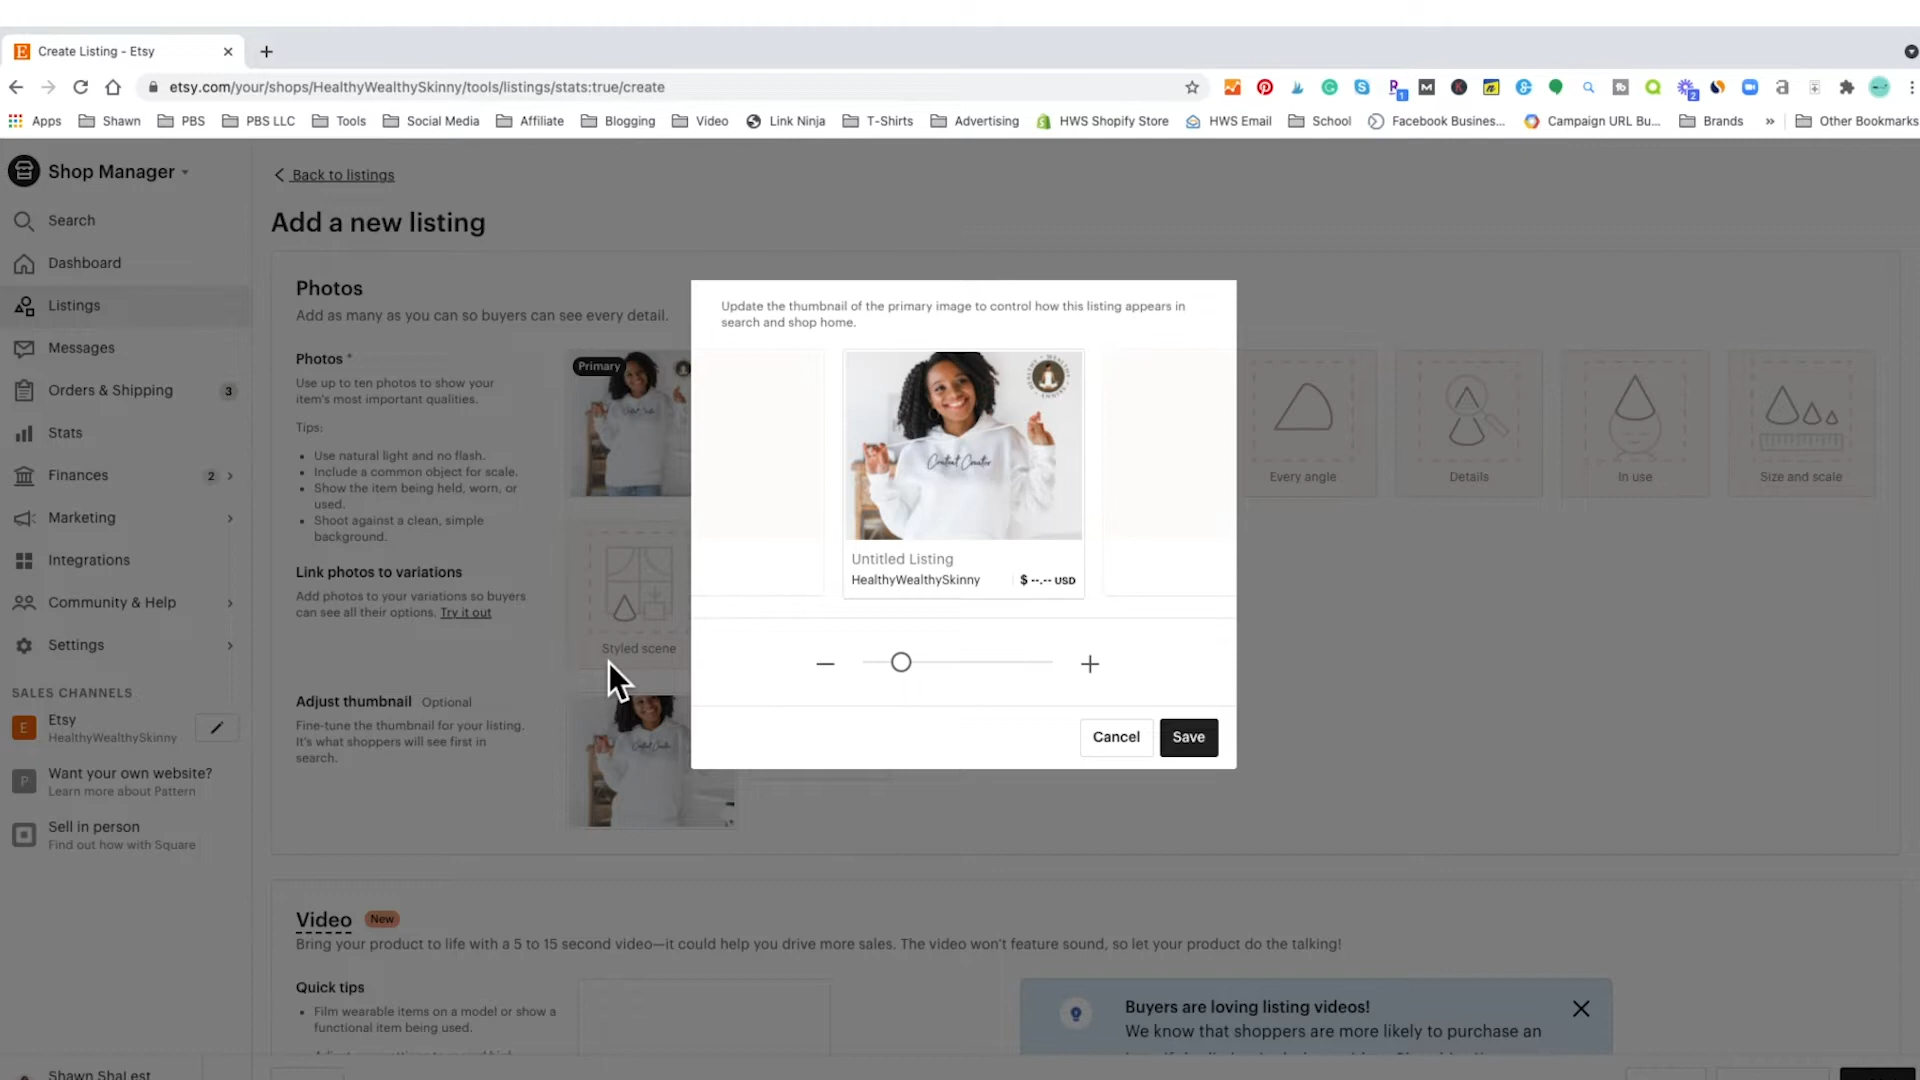 Create Listing - Etsy
etsy.com/your/shops/HealthyWealthySkinny/tools/listings/stats:true/create
Apps Shawn PBS PBS LLC Tools Social Media Affiliate Blogging Video Link Ninja T-Shirts Advertising HWS Shopify Store HWS Email School Facebook Busines... Campaign URL Bu... Brands » Other Bookmarks
Shop Manager
Search
Dashboard
Listings
Messages
Orders & Shipping 3
Stats
Finances 2
Marketing
Integrations
Community & Help
Settings
SALES CHANNELS
Etsy
HealthyWealthySkinny
Want your own website?
Learn more about Pattern
Sell in person
Find out how with Square
Back to listings
Add a new listing
Photos
Add as many as you can so buyers can see every detail.
Photos *
Use up to ten photos to show your
item's most important qualities.
Tips:
• Use natural light and no flash.
• Include a common object for scale.
• Show the item being held, worn, or
used.
• Shoot against a clean, simple
background.
Link photos to variations
Add photos to your variations so buyers
can see all their options. Try it out
Adjust thumbnail Optional
Fine-tune the thumbnail for your listing.
It's what shoppers will see first in
search.
Primary
Styled scene
Every angle
Details
In use
Size and scale
Update the thumbnail of the primary image to control how this listing appears in
search and shop home.
Content Creator
Untitled Listing
HealthyWealthySkinny $ --.-- USD
Cancel Save
Video New
Bring your product to life with a 5 to 15 second video—it could help you drive more sales. The video won't feature sound, so let your product do the talking!
Quick tips
• Film wearable items on a model or show a
functional item being used.
Buyers are loving listing videos!
We know that shoppers are more likely to purchase an